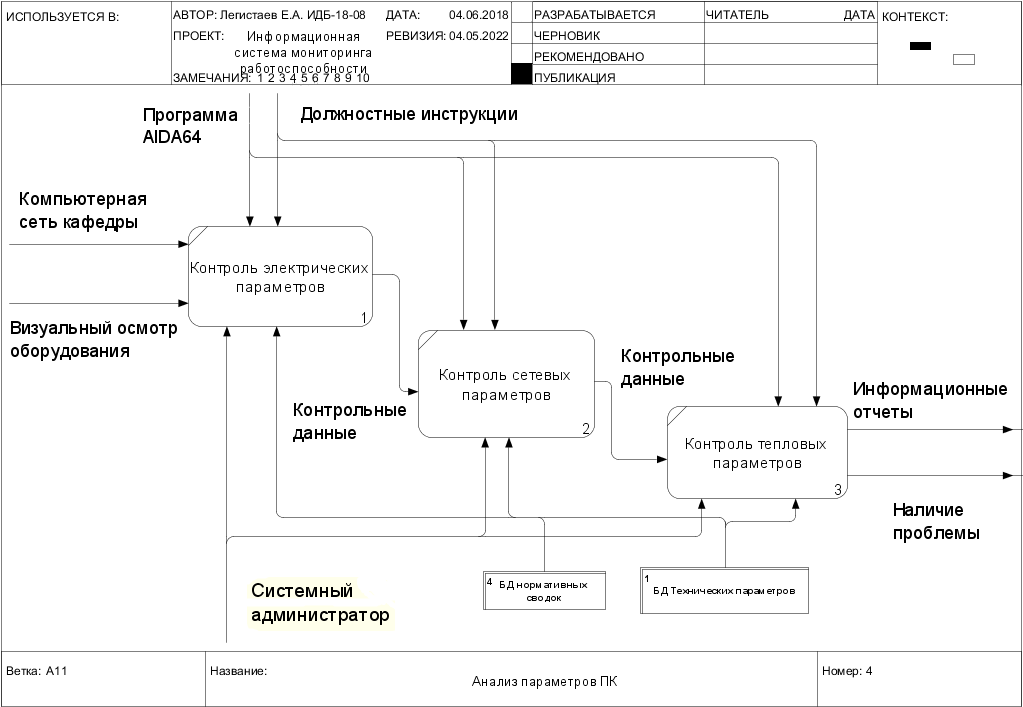 ИСПОЛЬЗУЕТСЯ В:
АВТОР: Легистаев Е.А. ИДБ-18-08
ДАТА: 04.06.2018
ПРОЕКТ: Информационная
система мониторинга
работоспособности
РЕВИЗИЯ: 04.05.2022
ЗАМЕЧАНИЯ: 1 2 3 4 5 6 7 8 9 10
РАЗРАБАТЫВАЕТСЯ
ЧЕРНОВИК
РЕКОМЕНДОВАНО
ПУБЛИКАЦИЯ
ЧИТАТЕЛЬ
ДАТА
КОНТЕКСТ:
Программа
AIDA64
Должностные инструкции
Компьютерная
сеть кафедры
Контроль электрических
параметров
1
Визуальный осмотр
оборудования
Контрольные
данные
Контроль сетевых
параметров
2
Контрольные
данные
Контроль тепловых
параметров
3
Информационные
отчеты
Наличие
проблемы
Системный
администратор
4 БД нормативных
сводок
1
БД Технических параметров
Ветка: A11
Название:
Анализ параметров ПК
Номер: 4